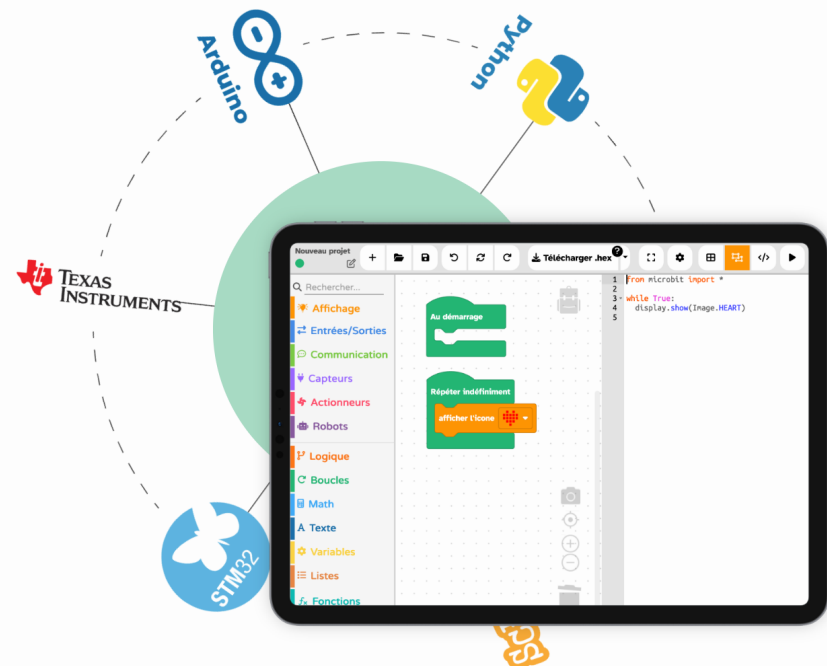 Arduino
Python
TEXAS
INSTRUMENTS
STM32
Nouveau projet
Télécharger .hex
?
Rechercher...
Affichage
Entrées/Sorties
Communication
Capteurs
Actionneurs
Robots
Logique
Boucles
Math
Texte
Variables
Listes
Fonctions
Au démarrage
Répéter indéfiniment
afficher l'icone
1 from microbit import *
2
3 while True:
4 display.show(Image.HEART)
5